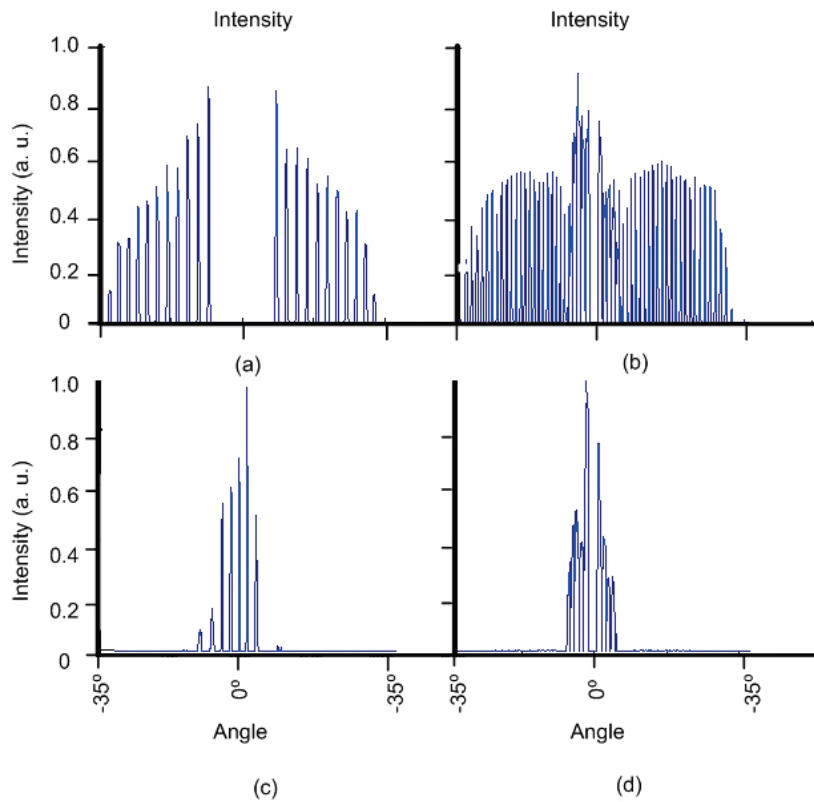 Intensity
Intensity
Intensity (a. u.)
1.0
0.8
0.6
0.4
0.2
0
(a)
(b)
Intensity (a. u.)
1.0
0.8
0.6
0.4
0.2
0
-35º
0º
-35º
-35º
0º
-35º
Angle
Angle
(c)
(d)